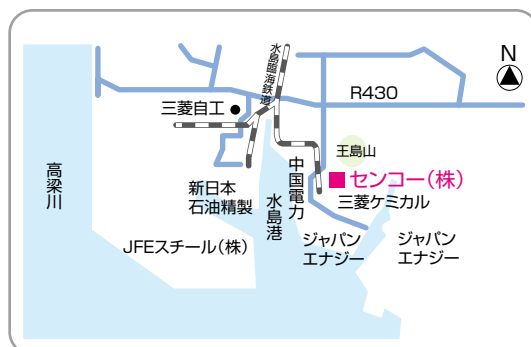 水島臨海鉄道
N
R430
三菱自工
王島山
センコー(株)
高梁川
新日本
石油精製
水島港
中国電力
三菱ケミカル
JFEスチール(株)
ジャパン
エナジー
ジャパン
エナジー